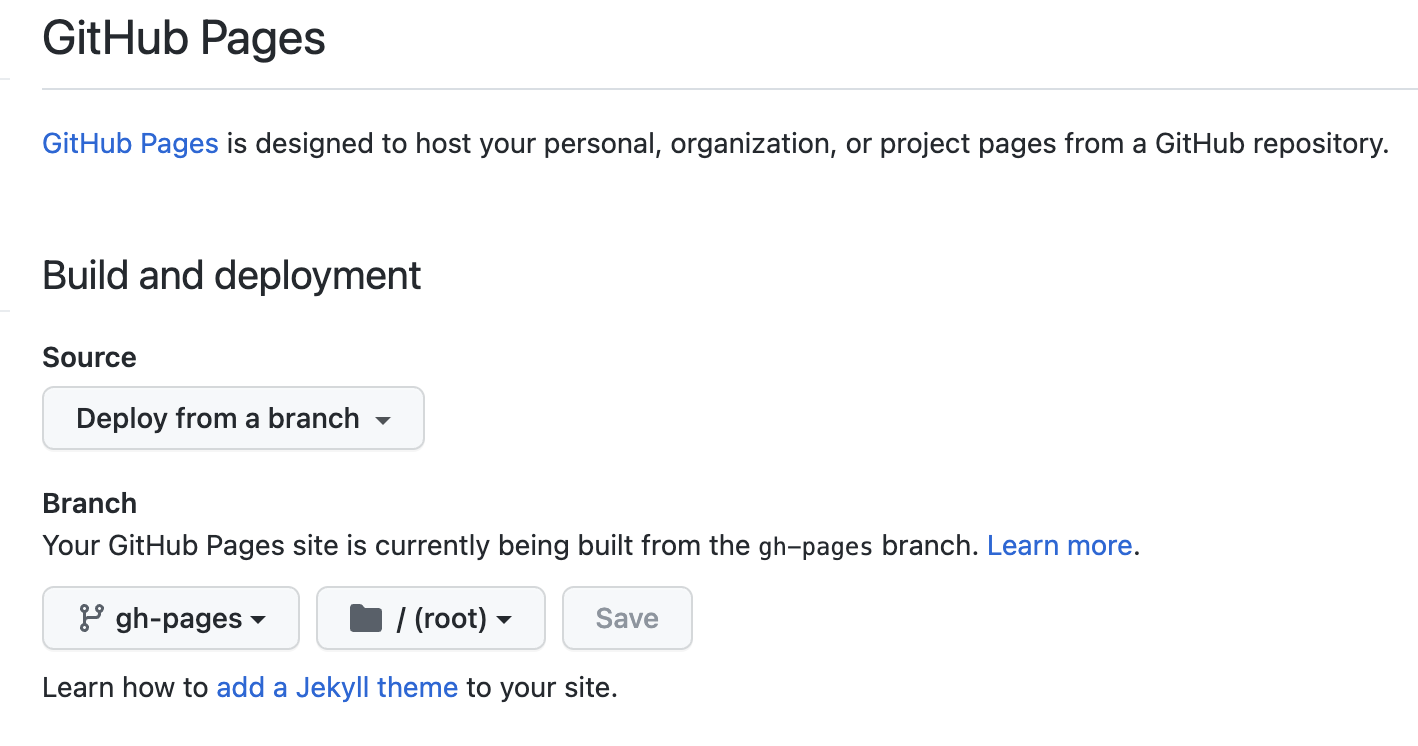 GitHub Pages
GitHub Pages is designed to host your personal, organization, or project pages from a GitHub repository.
Build and deployment
Source
Deploy from a branch
Branch
Your GitHub Pages site is currently being built from the gh-pages branch. Learn more.
gh-pages / (root) Save
Learn how to add a Jekyll theme to your site.